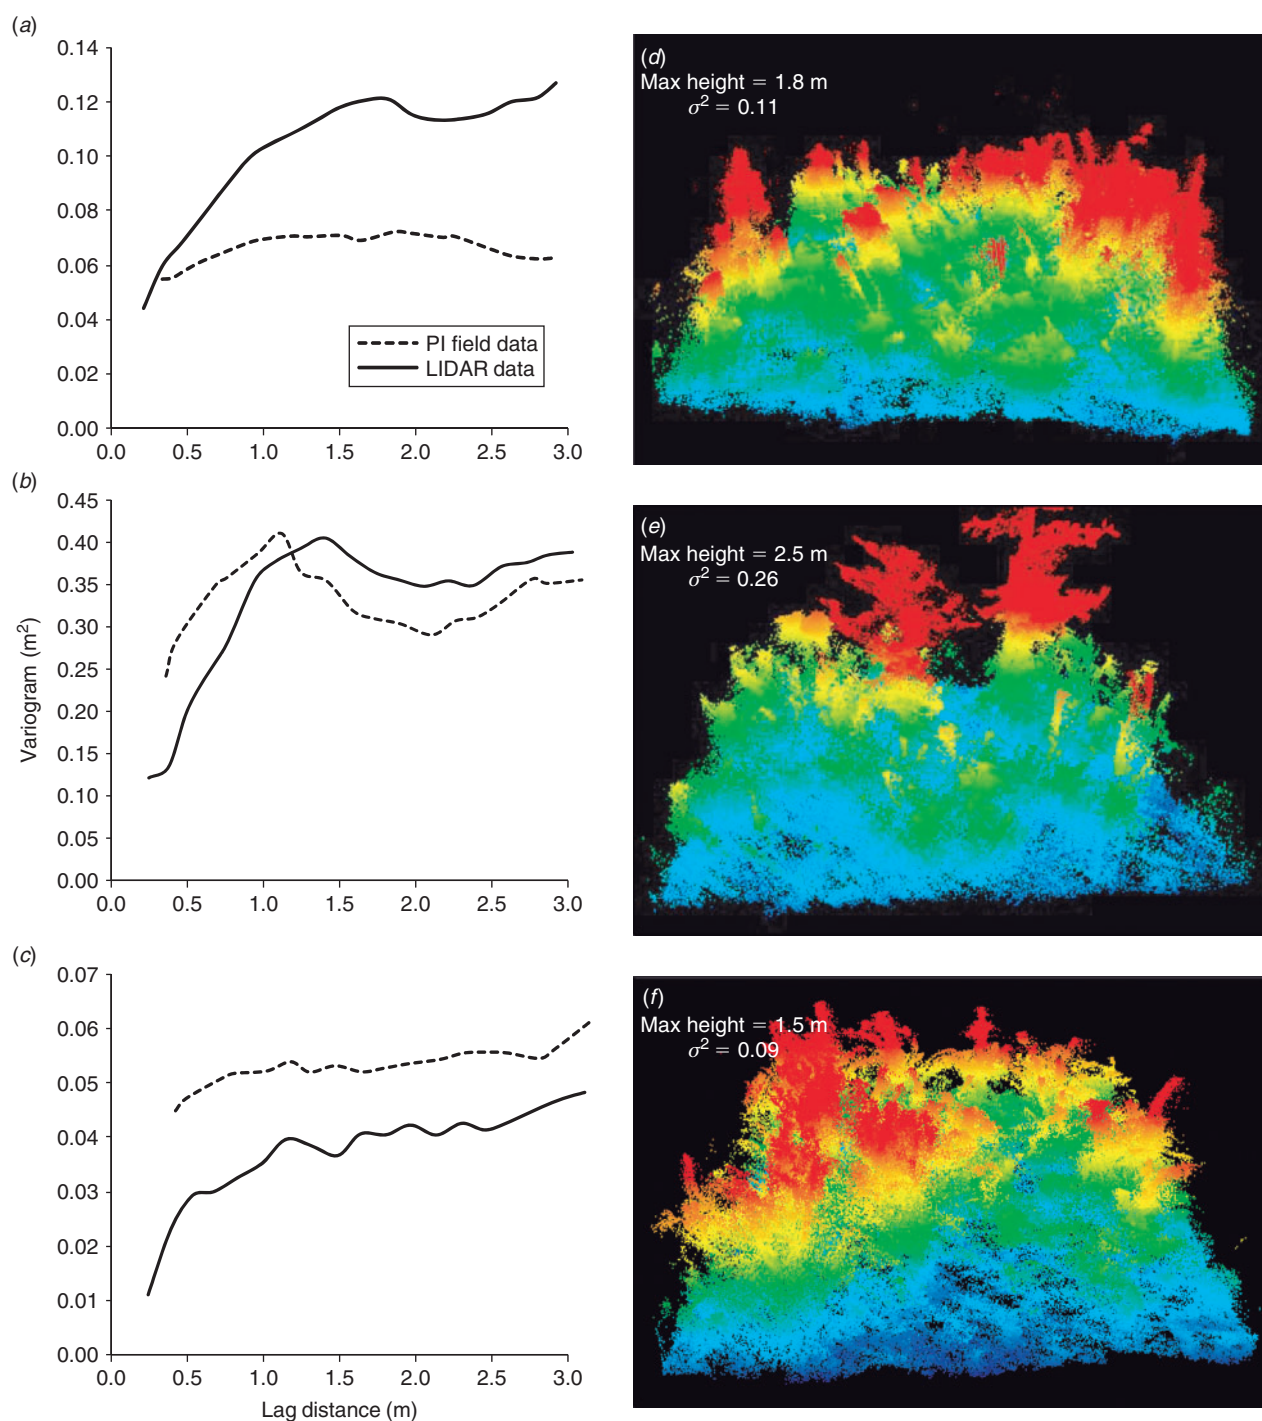 (a)
0.14
0.12
0.10
0.08
0.06
0.04
0.02
0.00
0.0 0.5 1.0 1.5 2.0 2.5 3.0
PI field data
LIDAR data
(d)
Max height = 1.8 m
σ² = 0.11
(b)
0.45
0.40
0.35
0.30
0.25
0.20
0.15
0.10
0.05
0.00
0.0 0.5 1.0 1.5 2.0 2.5 3.0
Variogram (m²)
(e)
Max height = 2.5 m
σ² = 0.26
(c)
0.07
0.06
0.05
0.04
0.03
0.02
0.01
0.00
0.0 0.5 1.0 1.5 2.0 2.5 3.0
Lag distance (m)
(f)
Max height = 1.5 m
σ² = 0.09